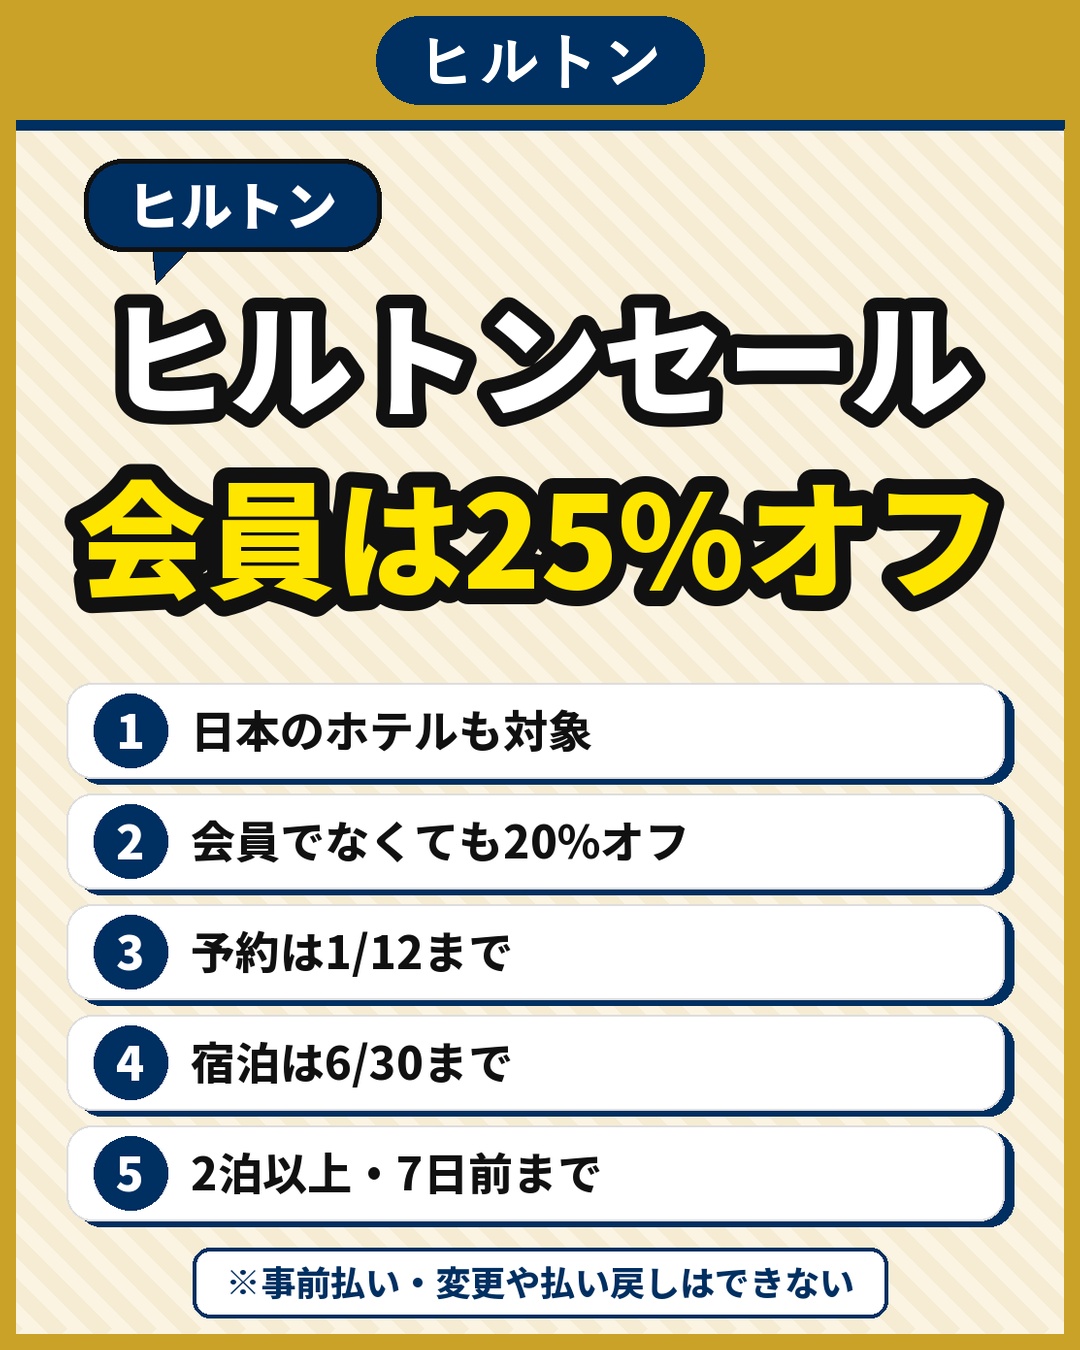 ヒルトン
ヒルトン
ヒルトンセール
会員は25%オフ
1 日本のホテルも対象
2 会員でなくても20%オフ
3 予約は1/12まで
4 宿泊は6/30まで
5 2泊以上・7日前まで
※事前払い・変更や払い戻しはできない